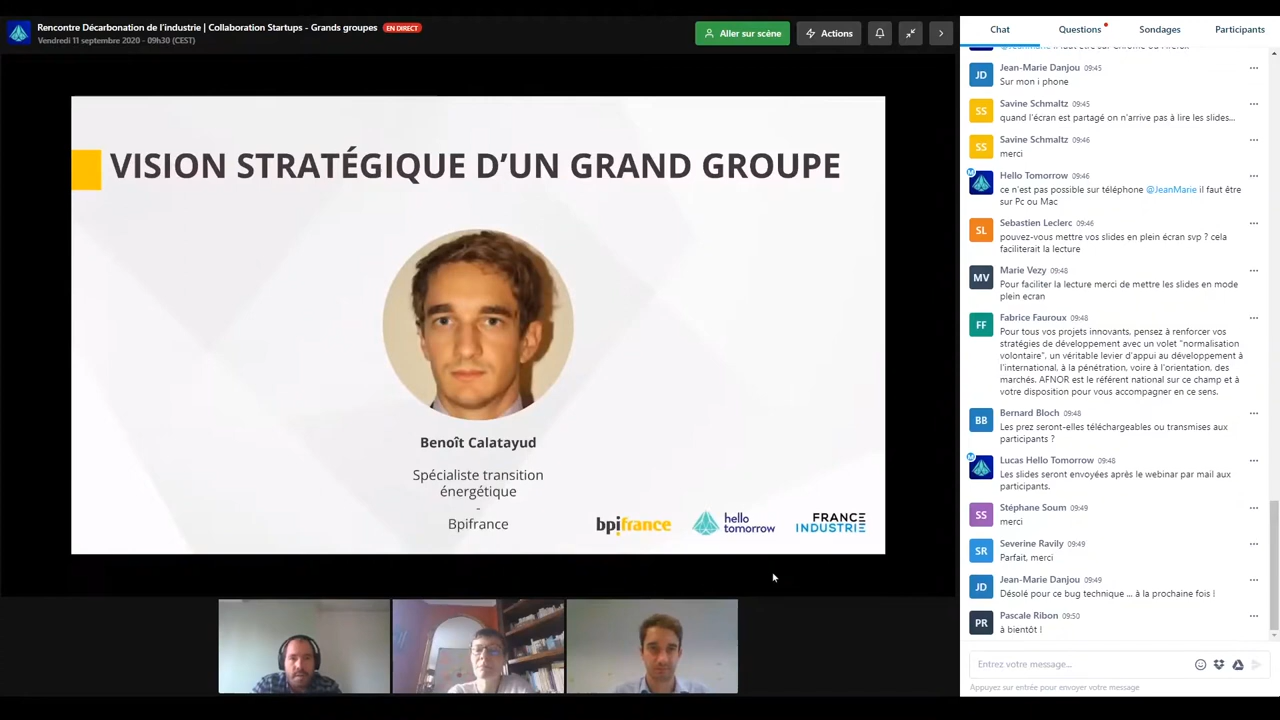 Rencontre Décarbonation de l'industrie | Collaboration Startups - Grands groupes
EN DIRECT
Vendredi 11 septembre 2020 - 09h30 (CEST)
Aller sur scène
Actions
VISION STRATÉGIQUE D'UN GRAND GROUPE
Benoît Calatayud
Spécialiste transition
énergétique
-
Bpifrance
bpifrance
hello
tomorrow
FRANCE
INDUSTRIE
Chat
Questions
Sondages
Participants
JD
Jean-Marie Danjou 09:45
Sur mon i phone
SS
Savine Schmaltz 09:45
quand l'écran est partagé on n'arrive pas à lire les slides...
SS
Savine Schmaltz 09:46
merci
Hello Tomorrow 09:46
ce n'est pas possible sur téléphone @JeanMarie il faut être
sur Pc ou Mac
SL
Sebastien Leclerc 09:46
pouvez-vous mettre vos slides en plein écran svp ? cela
faciliterait la lecture
MV
Marie Vezy 09:48
Pour faciliter la lecture merci de mettre les slides en mode
plein ecran
FF
Fabrice Fauroux 09:48
Pour tous vos projets innovants, pensez à renforcer vos
stratégies de développement avec un volet "normalisation
volontaire", un véritable levier d'appui au développement à
l'international, à la pénétration, voire à l'orientation, des
marchés. AFNOR est le référent national sur ce champ et à
votre disposition pour vous accompagner en ce sens.
BB
Bernard Bloch 09:48
Les prez seront-elles téléchargeables ou transmises aux
participants ?
Lucas Hello Tomorrow 09:48
Les slides seront envoyées après le webinar par mail aux
participants.
SS
Stéphane Soum 09:49
merci
SR
Severine Ravily 09:49
Parfait, merci
JD
Jean-Marie Danjou 09:49
Désolé pour ce bug technique ... à la prochaine fois !
PR
Pascale Ribon 09:50
à bientôt !
Entrez votre message...
Appuyez sur entrée pour envoyer votre message